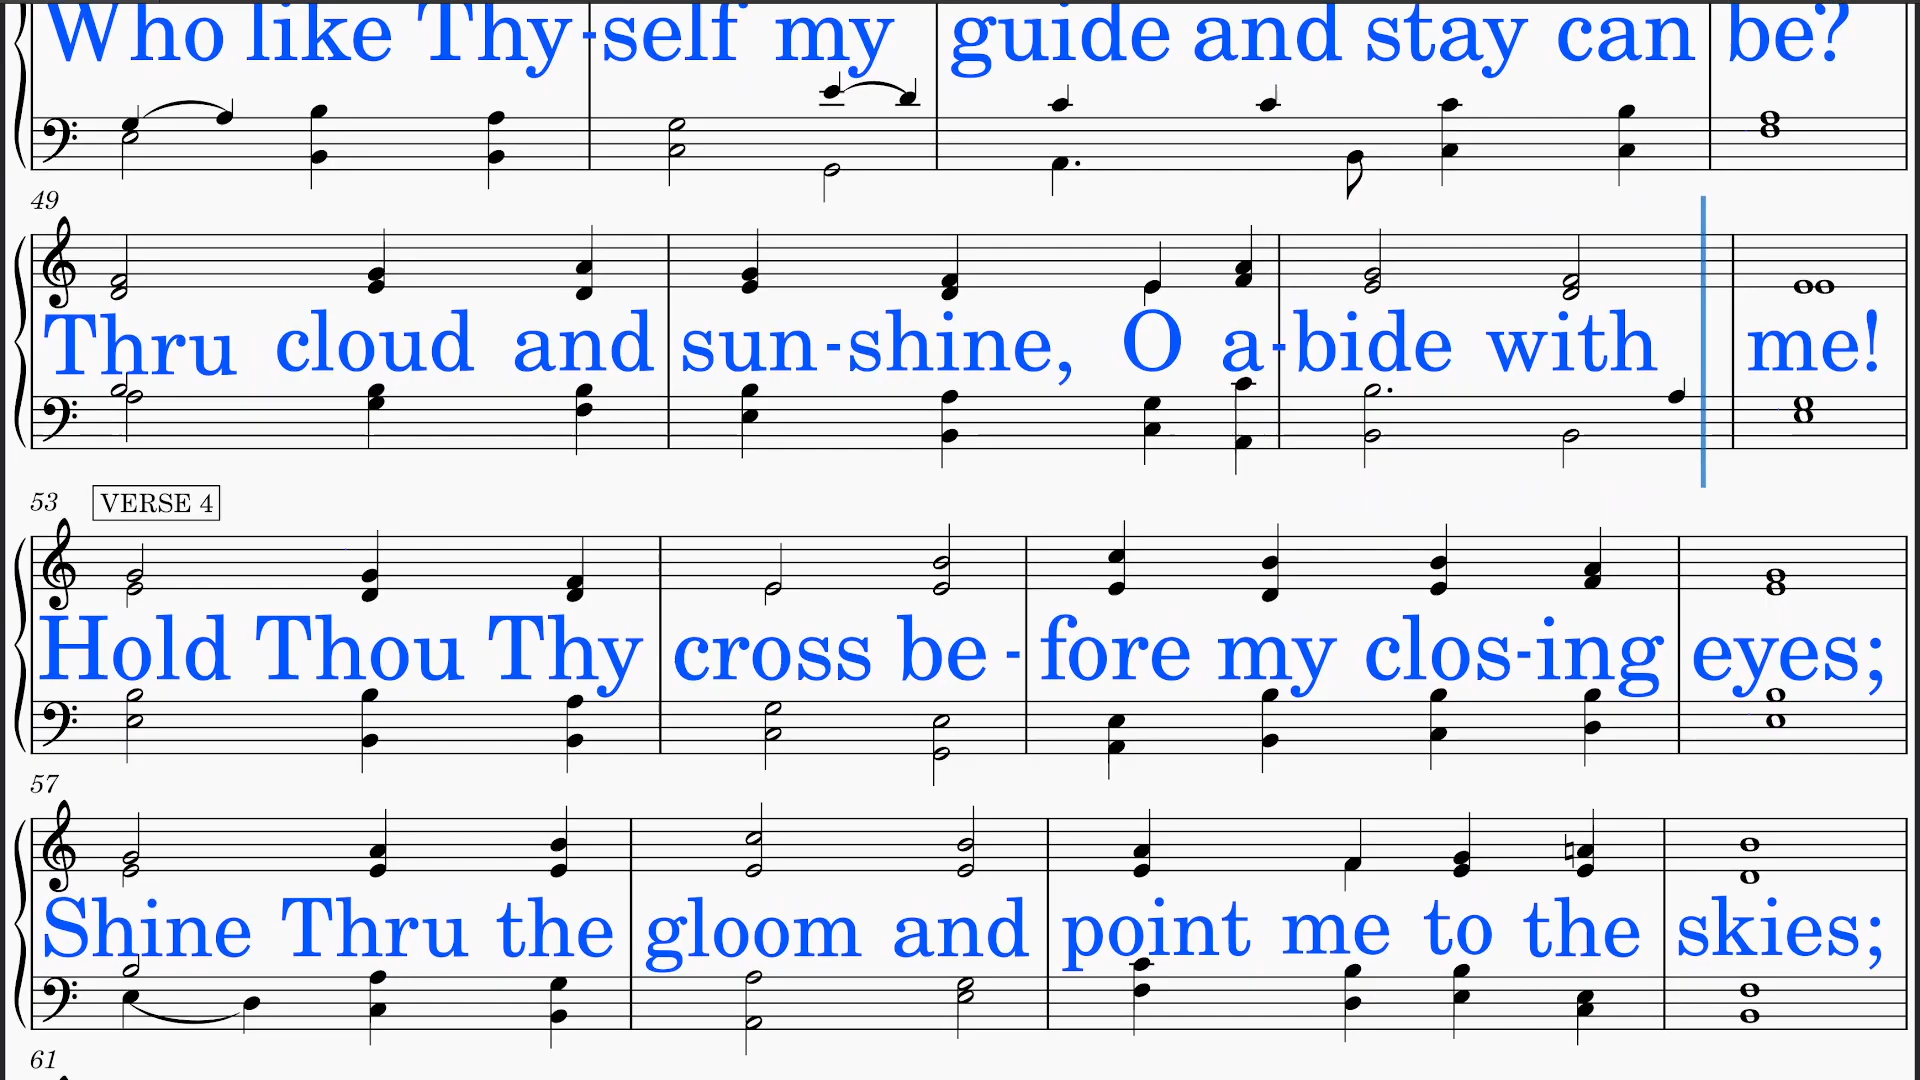 Who like Thy-self my guide and stay can be?
49
Thru cloud and sun-shine, O a-bide with me!
53 VERSE 4
Hold Thou Thy cross be-fore my clos-ing eyes;
57
Shine Thru the gloom and point me to the skies;
61